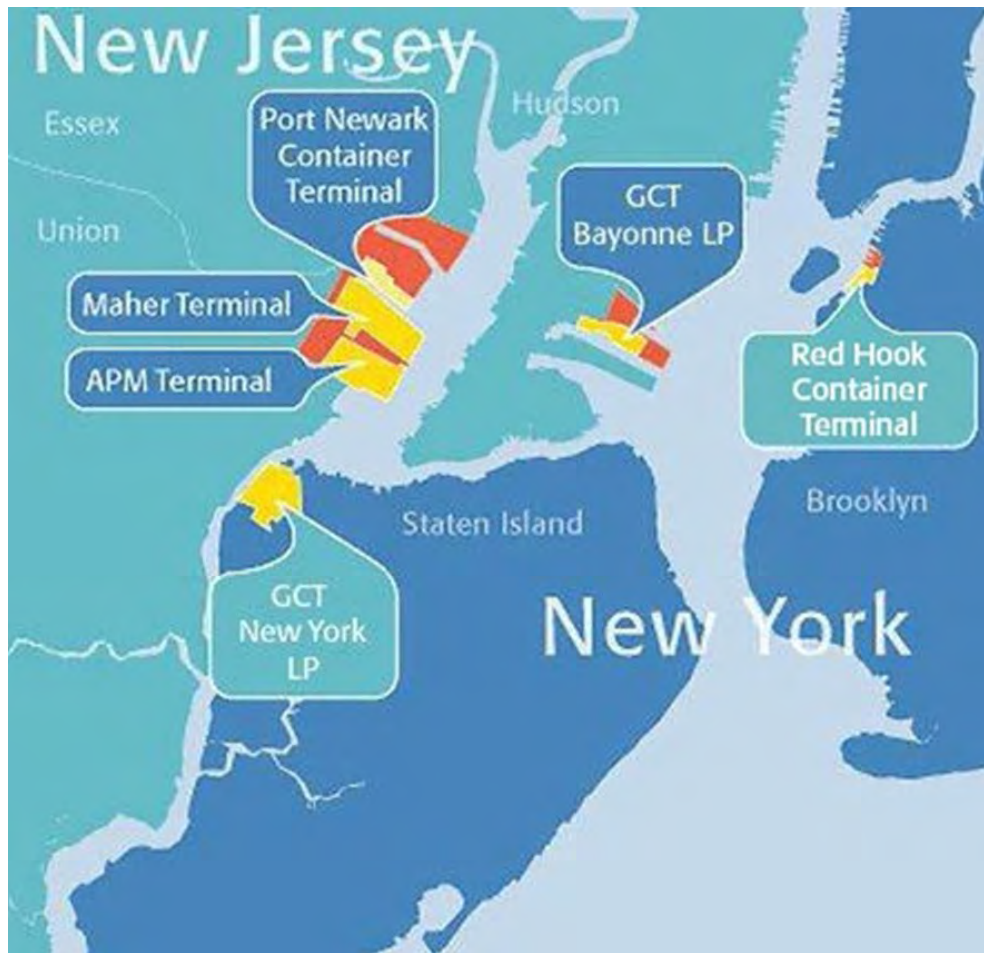 New Jersey
Essex
Hudson
Port Newark
Container
Terminal
GCT
Bayonne LP
Union
Maher Terminal
APM Terminal
Red Hook
Container
Terminal
Brooklyn
Staten Island
GCT
New York
LP
New York